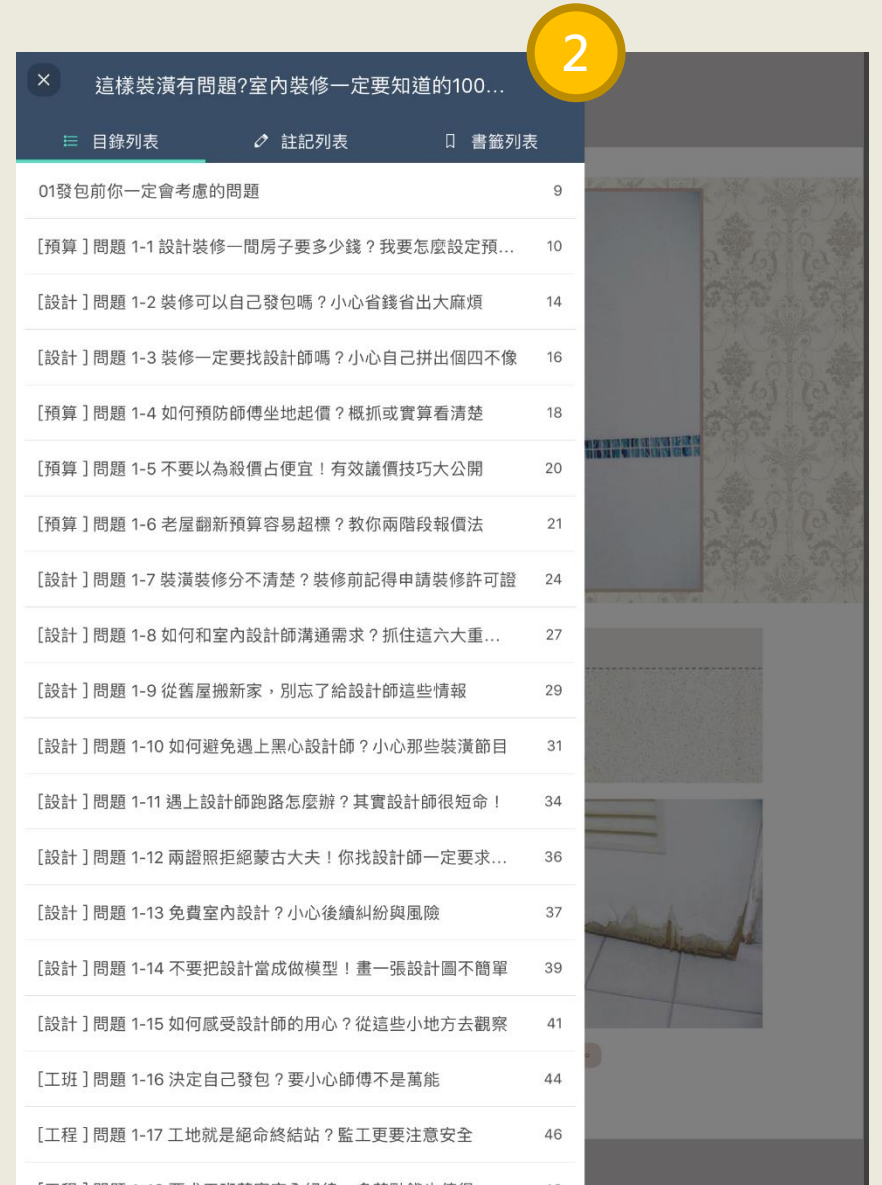 2
這樣裝潢有問題?室內裝修一定要知道的100...
目錄列表 註記列表 書籤列表
01發包前你一定會考慮的問題 9
[預算 ] 問題 1-1 設計裝修一間房子要多少錢？我要怎麼設定預... 10
[設計 ] 問題 1-2 裝修可以自己發包嗎？小心省錢省出大麻煩 14
[設計 ] 問題 1-3 裝修一定要找設計師嗎？小心自己拼出個四不像 16
[預算 ] 問題 1-4 如何預防師傅坐地起價？概抓或實算看清楚 18
[預算 ] 問題 1-5 不要以為殺價占便宜！有效議價技巧大公開 20
[預算 ] 問題 1-6 老屋翻新預算容易超標？教你兩階段報價法 21
[設計 ] 問題 1-7 裝潢裝修分不清楚？裝修前記得申請裝修許可證 24
[設計 ] 問題 1-8 如何和室內設計師溝通需求？抓住這六大重... 27
[設計 ] 問題 1-9 從舊屋搬新家，別忘了給設計師這些情報 29
[設計 ] 問題 1-10 如何避免遇上黑心設計師？小心那些裝潢節目 31
[設計 ] 問題 1-11 遇上設計師跑路怎麼辦？其實設計師很短命！ 34
[設計 ] 問題 1-12 兩證照拒絕蒙古大夫！你找設計師一定要求... 36
[設計 ] 問題 1-13 免費室內設計？小心後續糾紛與風險 37
[設計 ] 問題 1-14 不要把設計當成做模型！畫一張設計圖不簡單 39
[設計 ] 問題 1-15 如何感受設計師的用心？從這些小地方去觀察 41
[工班 ] 問題 1-16 決定自己發包？要小心師傅不是萬能 44
[工程 ] 問題 1-17 工地就是絕命終結站？監工更要注意安全 46